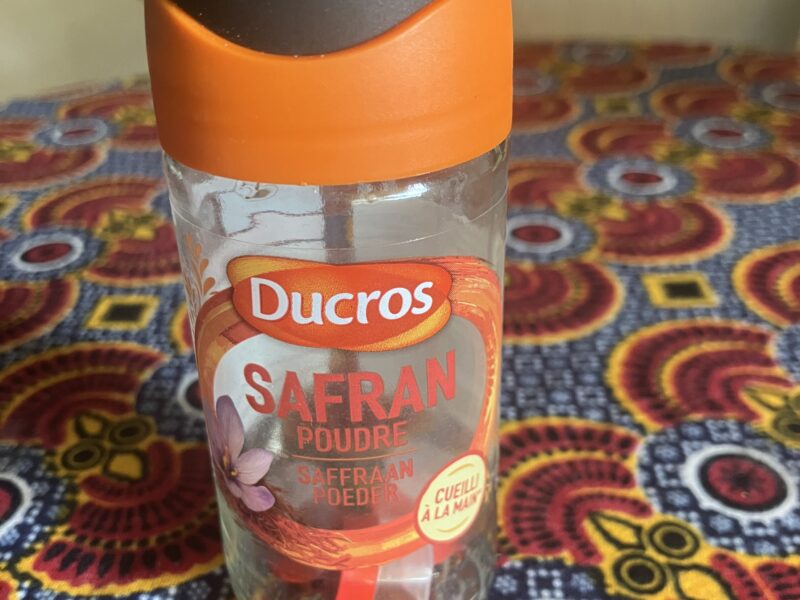 Ducros
SAFRAN
POUDRE
SAFFRAAN
POEDER
CUEILLI
À LA MAIN*